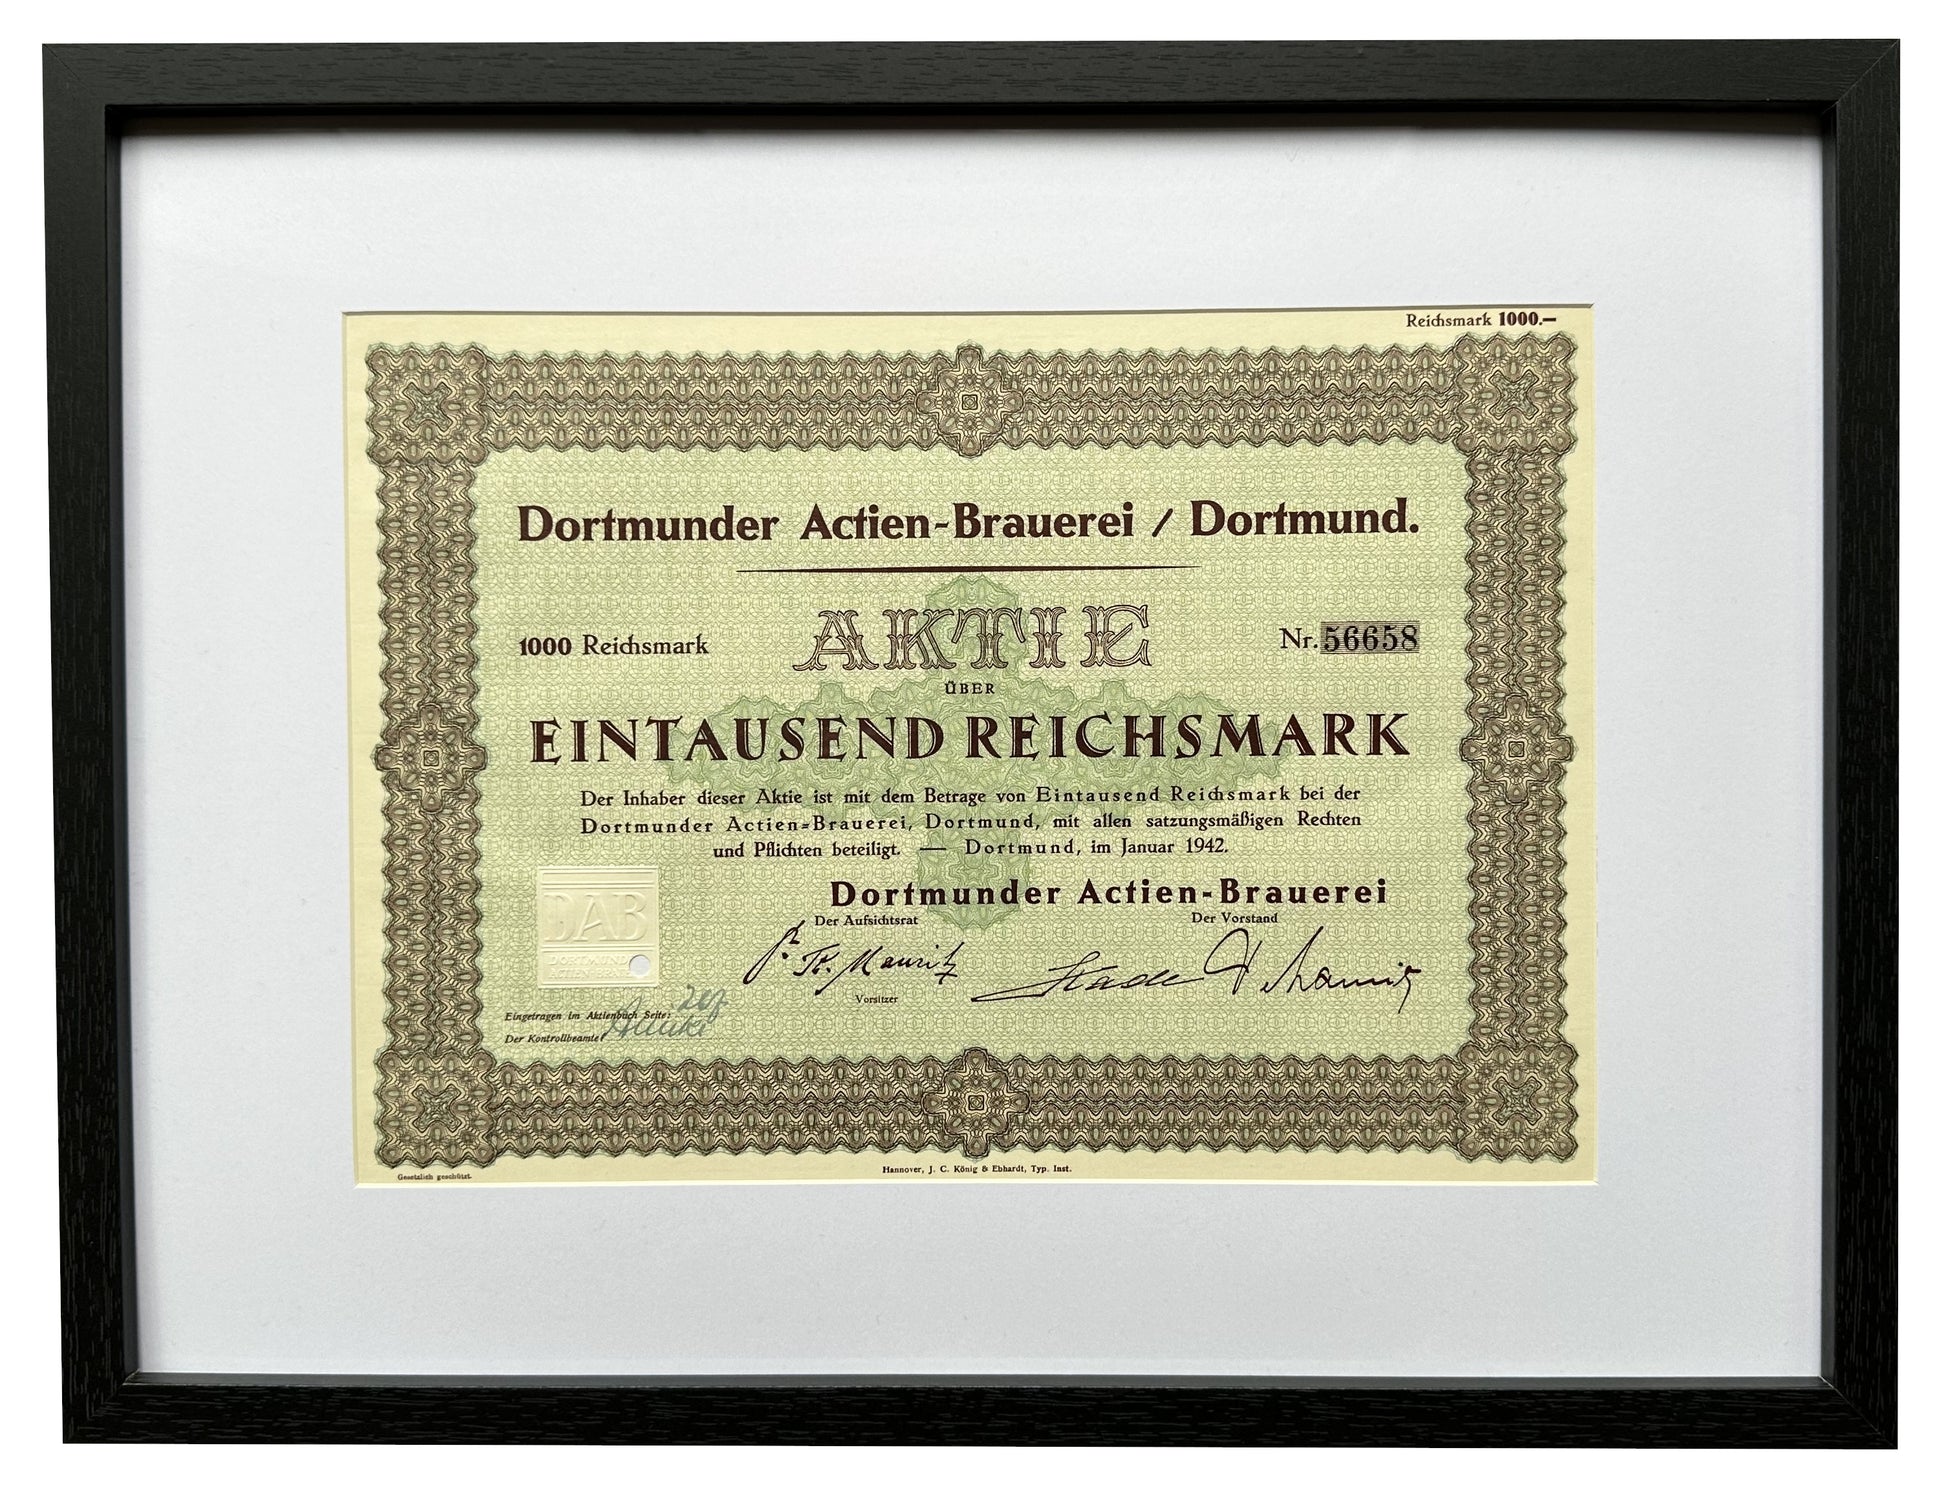 Reichsmark 1000.—
Dortmunder Actien-Brauerei / Dortmund.
1000 Reichsmark
AKTIE
Nr. 56658
ÜBER
EINTAUSEND REICHSMARK
Der Inhaber dieser Aktie ist mit dem Betrage von Eintausend Reichsmark bei der
Dortmunder Actien-Brauerei, Dortmund, mit allen satzungsmäßigen Rechten
und Pflichten beteiligt. — Dortmund, im Januar 1942.
Dortmunder Actien-Brauerei
Der Aufsichtsrat
Der Vorstand
DAB
DORTMUND
Mauritz
Vorsitzer
Eingetragen im Aktienbuch Seite:
Der Kontrollbeamte
Hannover, J. C. König & Ebhardt, Typ. Inst.
Gesetzlich geschützt.